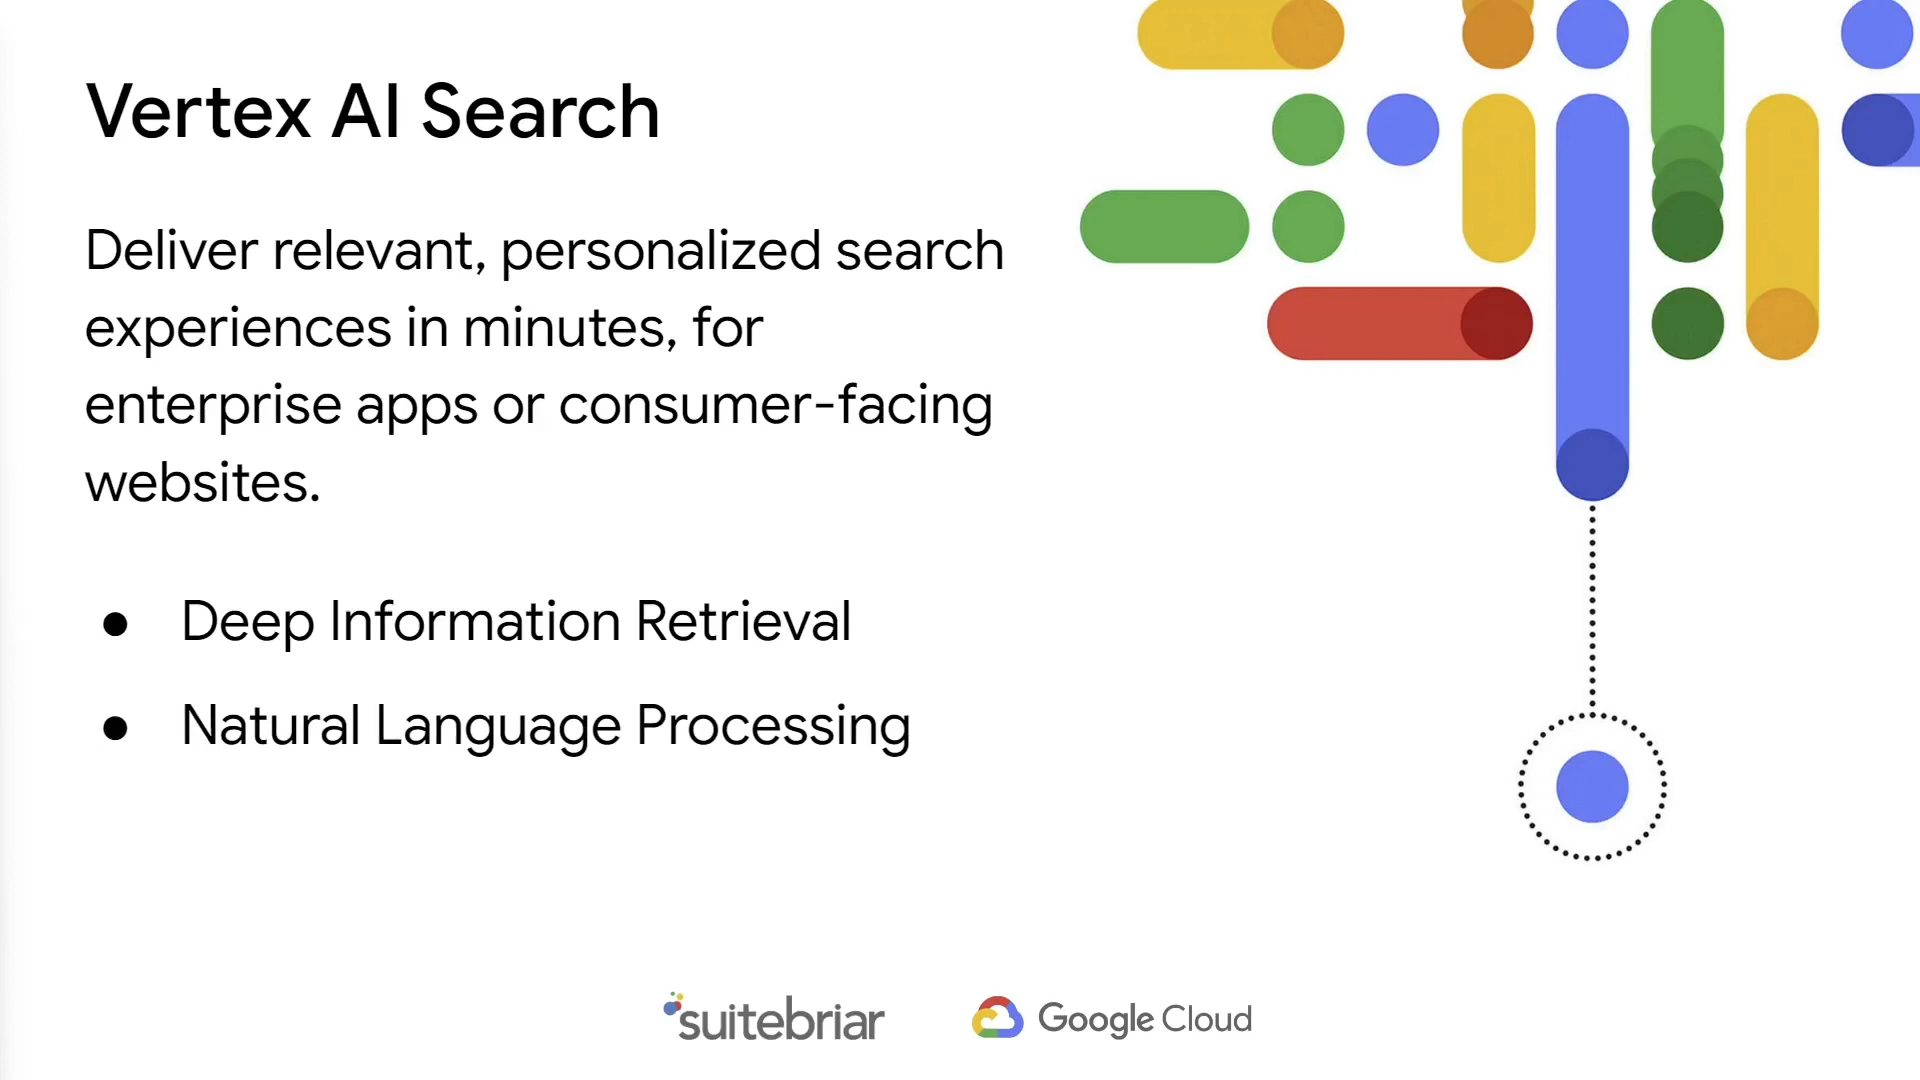 Vertex AI Search
Deliver relevant, personalized search
experiences in minutes, for
enterprise apps or consumer-facing
websites.
● Deep Information Retrieval
● Natural Language Processing
suitebriar
Google Cloud